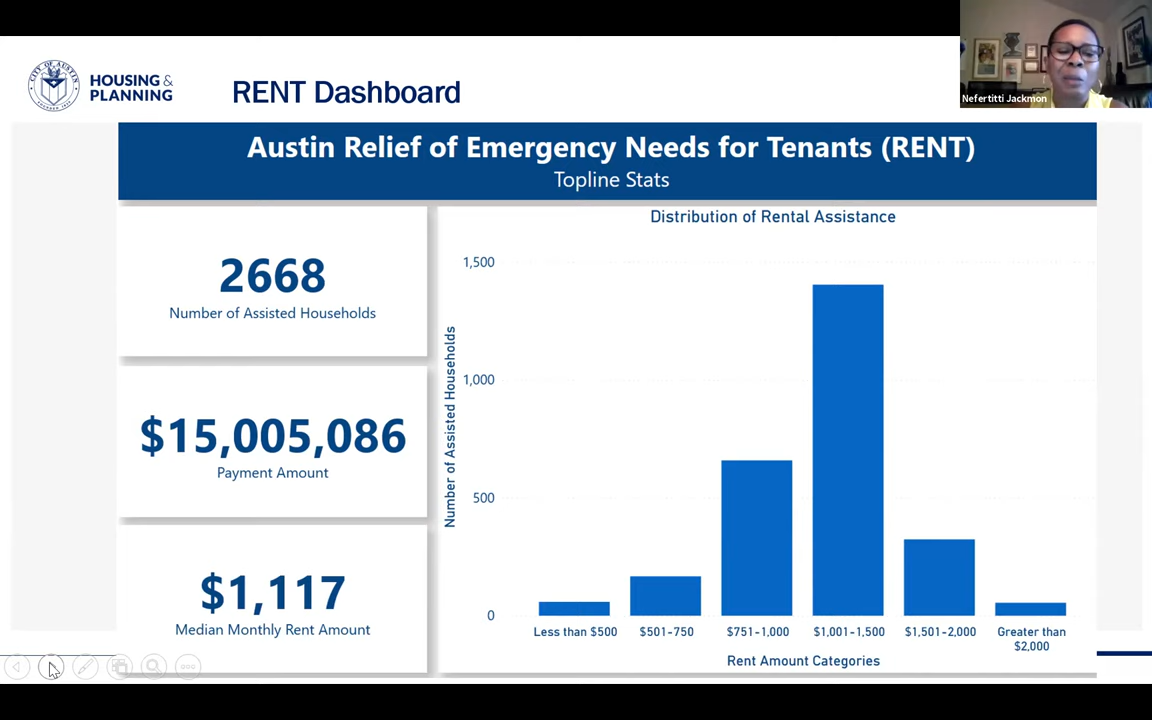 CITY OF AUSTIN
HOUSING &
PLANNING
RENT Dashboard
Nefertitti Jackmon
Austin Relief of Emergency Needs for Tenants (RENT)
Topline Stats
2668
Number of Assisted Households
$15,005,086
Payment Amount
$1,117
Median Monthly Rent Amount
Distribution of Rental Assistance
Number of Assisted Households
1,500
1,000
500
0
Less than $500
$501-750
$751-1,000
$1,001-1,500
$1,501-2,000
Greater than
$2,000
Rent Amount Categories